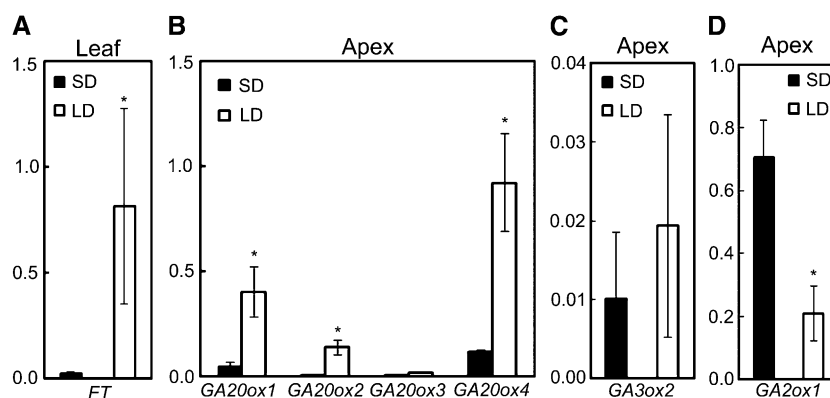 A
Leaf
1.5
1.0
0.5
0.0
SD
LD
*
FT
B
Apex
1.5
1.0
0.5
0.0
SD
LD
*
*
*
GA20ox1 GA20ox2 GA20ox3 GA20ox4
C
Apex
0.04
0.03
0.02
0.01
0.00
SD
LD
GA3ox2
D
Apex
1.0
0.8
0.6
0.4
0.2
0.0
SD
LD
*
GA2ox1